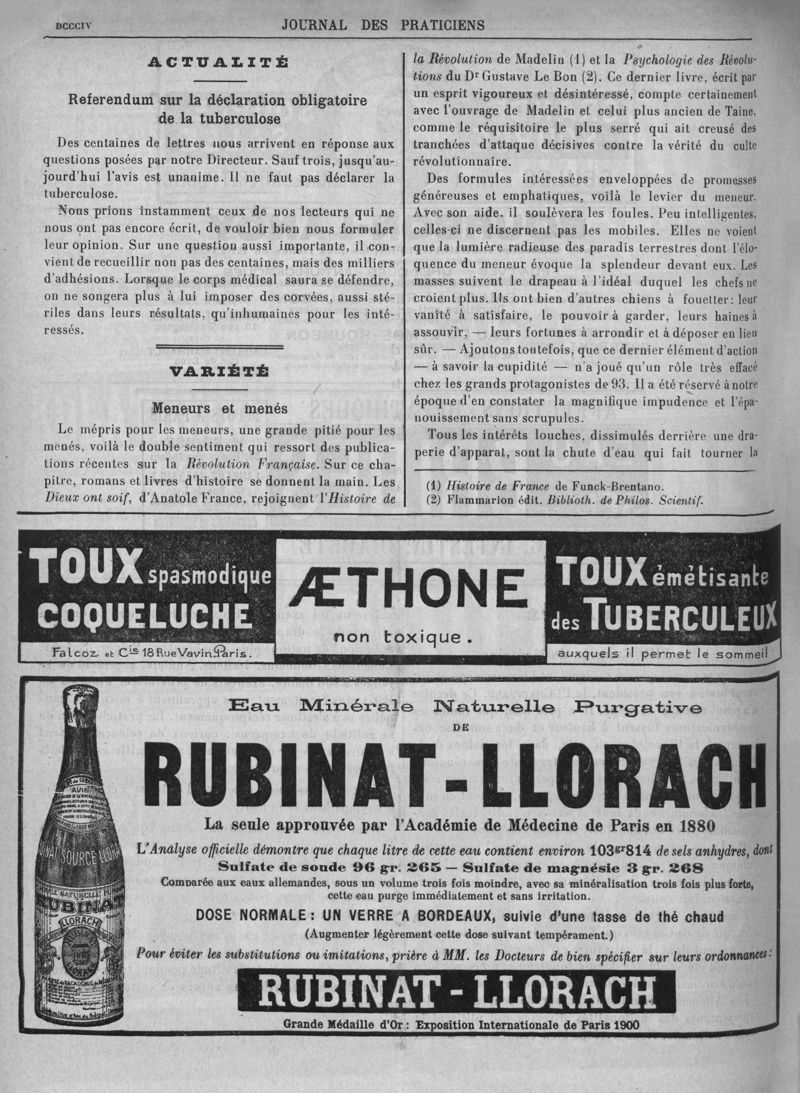 DCCCIV
JOURNAL DES PRATICIENS
ACTUALITÉ
Referendum sur la déclaration obligatoire
de la tuberculose
Des centaines de lettres nous arrivent en réponse aux
questions posées par notre Directeur. Sauf trois, jusqu'au-
jourd'hui l'avis est unanime. Il ne faut pas déclarer la
tuberculose.
Nous prions instamment ceux de nos lecteurs qui ne
nous ont pas encore écrit, de vouloir bien nous formuler
leur opinion. Sur une question aussi importante, il con-
vient de recueillir non pas des centaines, mais des milliers
d'adhésions. Lorsque le corps médical saura se défendre,
on ne songera plus à lui imposer des corvées, aussi sté-
riles dans leurs résultats, qu'inhumaines pour les inté-
ressés.
VARIÉTÉ
Meneurs et menés
Le mépris pour les meneurs, une grande pitié pour les
menés, voilà le double sentiment qui ressort des publica-
tions récentes sur la Révolution Française. Sur ce cha-
pitre, romans et livres d'histoire se donnent la main. Les
Dieux ont soif, d'Anatole France, rejoignent l'Histoire de
la Révolution de Madelin (1) et la Psychologie des Révolu-
tions du Dr Gustave Le Bon (2). Ce dernier livre, écrit par
un esprit vigoureux et désintéressé, compte certainement
avec l'ouvrage de Madelin et celui plus ancien de Taine,
comme le réquisitoire le plus serré qui ait creusé des
tranchées d'attaque décisives contre la vérité du culte
révolutionnaire.
Des formules intéressées enveloppées de promesses
généreuses et emphatiques, voilà le levier du meneur.
Avec son aide, il soulèvera les foules. Peu intelligentes,
celles-ci ne discernent pas les mobiles. Elles ne voient
que la lumière radieuse des paradis terrestres dont l'élo-
quence du meneur évoque la splendeur devant eux. Les
masses suivent le drapeau à l'idéal duquel les chefs ne
croient plus. Ils ont bien d'autres chiens à fouetter : leur
vanité à satisfaire, le pouvoir à garder, leurs haines à
assouvir, — leurs fortunes à arrondir et à déposer en lieu
sûr. — Ajoutons toutefois, que ce dernier élément d'action
— à savoir la cupidité — n'a joué qu'un rôle très effacé
chez les grands protagonistes de 93. Il a été réservé à notre
époque d'en constater la magnifique impudence et l'épa-
nouissement sans scrupules.
Tous les intérêts louches, dissimulés derrière une dra-
perie d'apparat, sont la chute d'eau qui fait tourner la
(1) Histoire de France de Funck-Brentano.
(2) Flammarion édit. Biblioth. de Philos. Scientif.
TOUX spasmodique
COQUELUCHE
Falcoz et Cie 18 Rue Vavin, Paris.
ÆTHONE
non toxique.
TOUX émétisante
des TUBERCULEUX
auxquels il permet le sommeil
Eau Minérale Naturelle Purgative
DE
RUBINAT-LLORACH
La seule approuvée par l'Académie de Médecine de Paris en 1880
L'Analyse officielle démontre que chaque litre de cette eau contient environ 103gr814 de sels anhydres, dont
Sulfate de soude 96 gr. 265 — Sulfate de magnésie 3 gr. 268
Comparée aux eaux allemandes, sous un volume trois fois moindre, avec sa minéralisation trois fois plus forte,
cette eau purge immédiatement et sans irritation.
DOSE NORMALE : UN VERRE A BORDEAUX, suivie d'une tasse de thé chaud
(Augmenter légèrement cette dose suivant tempérament.)
Pour éviter les substitutions ou imitations, prière à MM. les Docteurs de bien spécifier sur leurs ordonnances :
RUBINAT-LLORACH
Grande Médaille d'Or : Exposition Internationale de Paris 1900
AVIS
SOURCE
RUBINAT
LLORACH